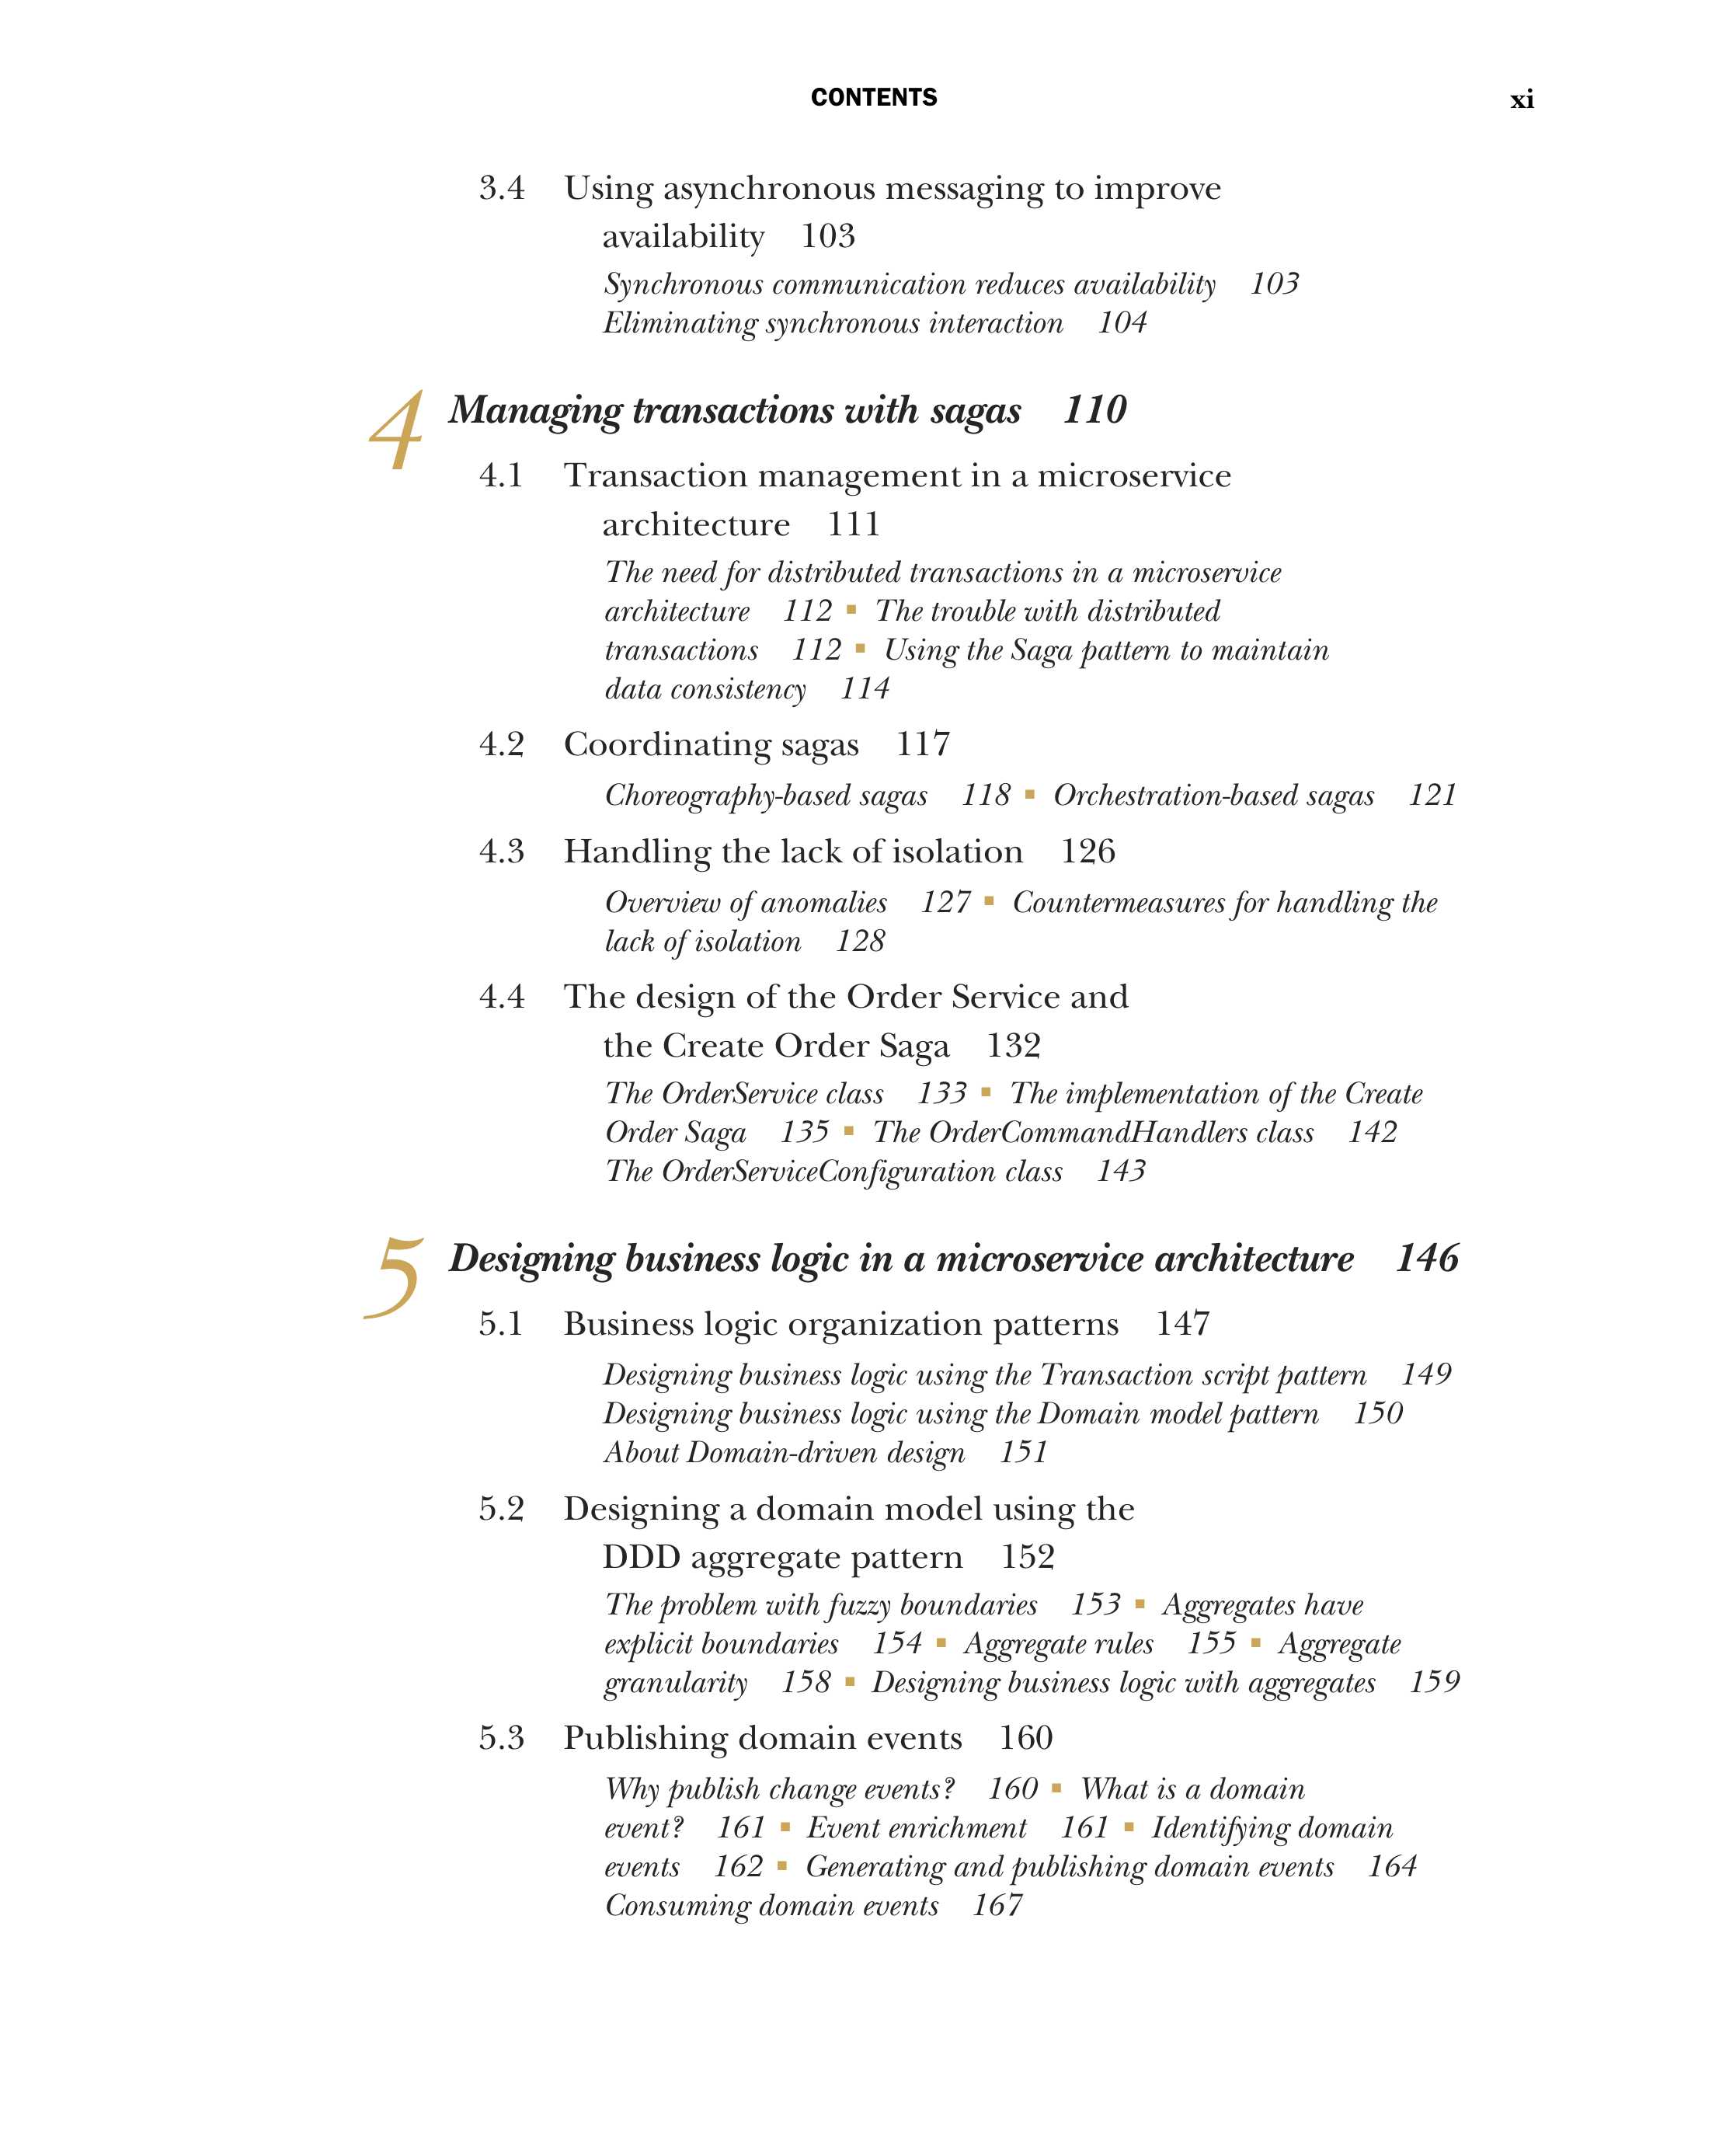 CONTENTS xi
3.4 Using asynchronous messaging to improve
availability 103
Synchronous communication reduces availability 103
Eliminating synchronous interaction 104
4 Managing transactions with sagas 110
4.1 Transaction management in a microservice
architecture 111
The need for distributed transactions in a microservice
architecture 112 ■ The trouble with distributed
transactions 112 ■ Using the Saga pattern to maintain
data consistency 114
4.2 Coordinating sagas 117
Choreography-based sagas 118 ■ Orchestration-based sagas 121
4.3 Handling the lack of isolation 126
Overview of anomalies 127 ■ Countermeasures for handling the
lack of isolation 128
4.4 The design of the Order Service and
the Create Order Saga 132
The OrderService class 133 ■ The implementation of the Create
Order Saga 135 ■ The OrderCommandHandlers class 142
The OrderServiceConfiguration class 143
5 Designing business logic in a microservice architecture 146
5.1 Business logic organization patterns 147
Designing business logic using the Transaction script pattern 149
Designing business logic using the Domain model pattern 150
About Domain-driven design 151
5.2 Designing a domain model using the
DDD aggregate pattern 152
The problem with fuzzy boundaries 153 ■ Aggregates have
explicit boundaries 154 ■ Aggregate rules 155 ■ Aggregate
granularity 158 ■ Designing business logic with aggregates 159
5.3 Publishing domain events 160
Why publish change events? 160 ■ What is a domain
event? 161 ■ Event enrichment 161 ■ Identifying domain
events 162 ■ Generating and publishing domain events 164
Consuming domain events 167